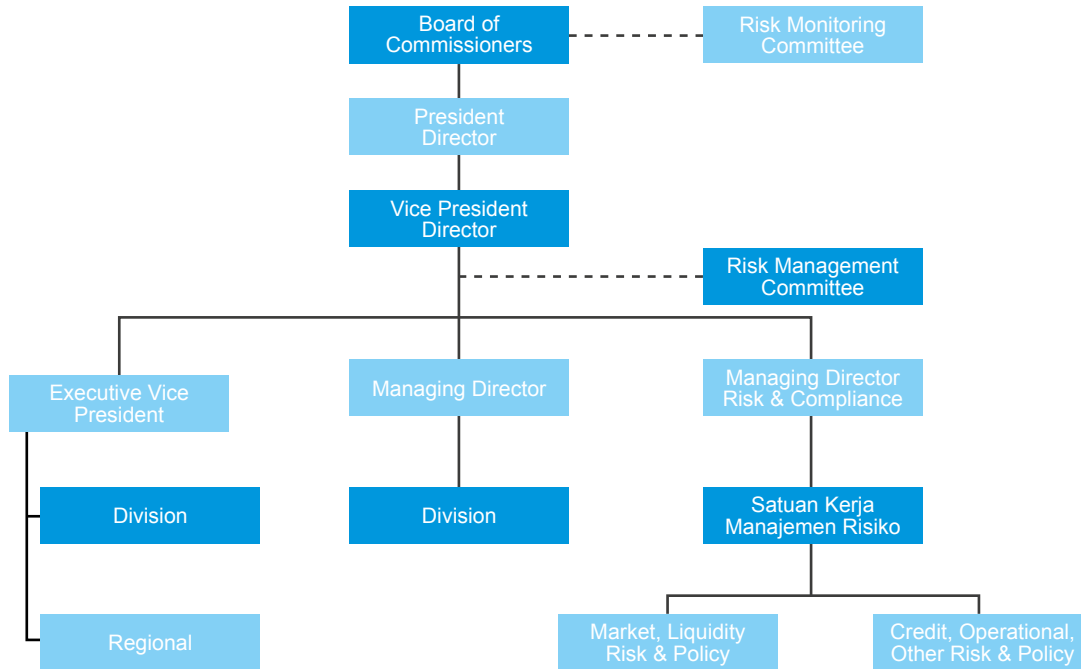 Board of
Commissioners
Risk Monitoring
Committee
President
Director
Vice President
Director
Risk Management
Committee
Executive Vice
President
Managing Director
Managing Director
Risk & Compliance
Division
Division
Satuan Kerja
Manajemen Risiko
Regional
Market, Liquidity
Risk & Policy
Credit, Operational,
Other Risk & Policy